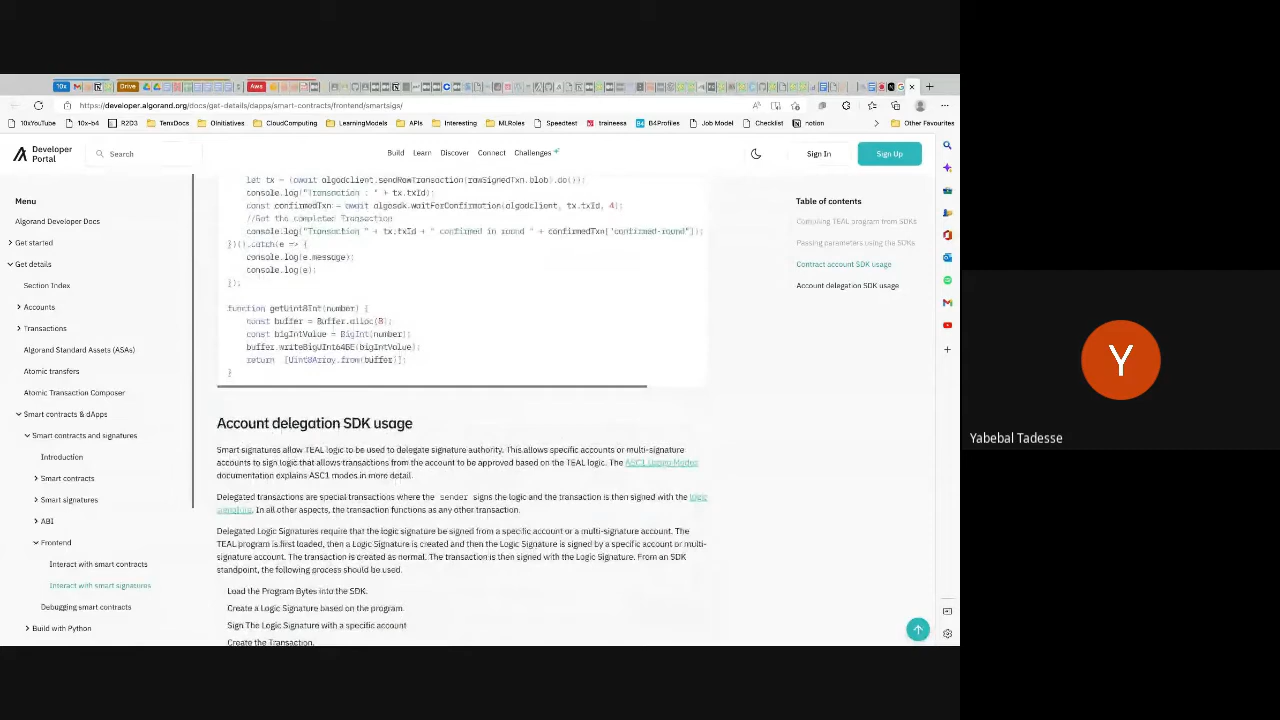 10x
Drive
Aws
https://developer.algorand.org/docs/get-details/dapps/smart-contracts/frontend/smartsigs/
10xYouTube
10x-b4
R2D3
TenxDocs
OInitiatives
CloudComputing
LearningModels
APIs
Interesting
MLRoles
Speedtest
traineesa
B4Profiles
Job Model
Checklist
notion
Other Favourites
Developer
Portal
Search
Build
Learn
Discover
Connect
Challenges
Sign In
Sign Up
Menu
Algorand Developer Docs
Get started
Get details
Section Index
Accounts
Transactions
Algorand Standard Assets (ASAs)
Atomic transfers
Atomic Transaction Composer
Smart contracts & dApps
Smart contracts and signatures
Introduction
Smart contracts
Smart signatures
ABI
Frontend
Interact with smart contracts
Interact with smart signatures
Debugging smart contracts
Build with Python
let tx = (await algodclient.sendRawTransaction(rawSignedTxn.blob).do());
console.log("Transaction : " + tx.txId);
const confirmedTxn = await algosdk.waitForConfirmation(algodclient, tx.txId, 4);
//Get the completed Transaction
console.log("Transaction " + tx.txId + " confirmed in round " + confirmedTxn["confirmed-round"]);
})().catch(e => {
console.log(e.message);
console.log(e);
});
function getUint8Int(number) {
const buffer = Buffer.alloc(8);
const bigIntValue = BigInt(number);
buffer.writeBigUInt64BE(bigIntValue);
return [Uint8Array.from(buffer)];
}
Account delegation SDK usage
Smart signatures allow TEAL logic to be used to delegate signature authority. This allows specific accounts or multi-signature
accounts to sign logic that allows transactions from the account to be approved based on the TEAL logic. The ASC1 Usage Modes
documentation explains ASC1 modes in more detail.
Delegated transactions are special transactions where the sender signs the logic and the transaction is then signed with the logic
signature. In all other aspects, the transaction functions as any other transaction.
Delegated Logic Signatures require that the logic signature be signed from a specific account or a multi-signature account. The
TEAL program is first loaded, then a Logic Signature is created and then the Logic Signature is signed by a specific account or multi-
signature account. The transaction is created as normal. The transaction is then signed with the Logic Signature. From an SDK
standpoint, the following process should be used.
Load the Program Bytes into the SDK.
Create a Logic Signature based on the program.
Sign The Logic Signature with a specific account
Create the Transaction.
Table of contents
Compiling TEAL program from SDKs
Passing parameters using the SDKs
Contract account SDK usage
Account delegation SDK usage
Y
Yabebal Tadesse